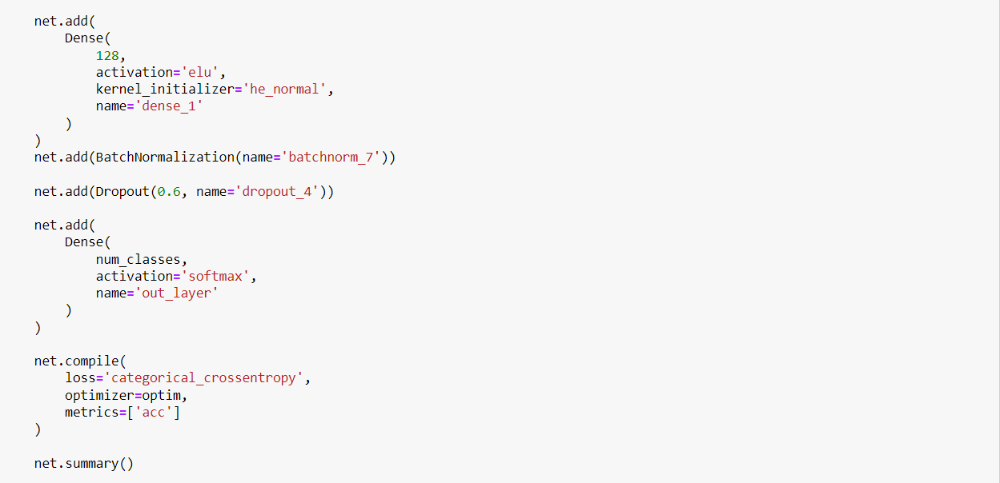 net.add(
    Dense(
        128,
        activation='elu',
        kernel_initializer='he_normal',
        name='dense_1'
    )
)
net.add(BatchNormalization(name='batchnorm_7'))

net.add(Dropout(0.6, name='dropout_4'))

net.add(
    Dense(
        num_classes,
        activation='softmax',
        name='out_layer'
    )
)

net.compile(
    loss='categorical_crossentropy',
    optimizer=optim,
    metrics=['acc']
)

net.summary()